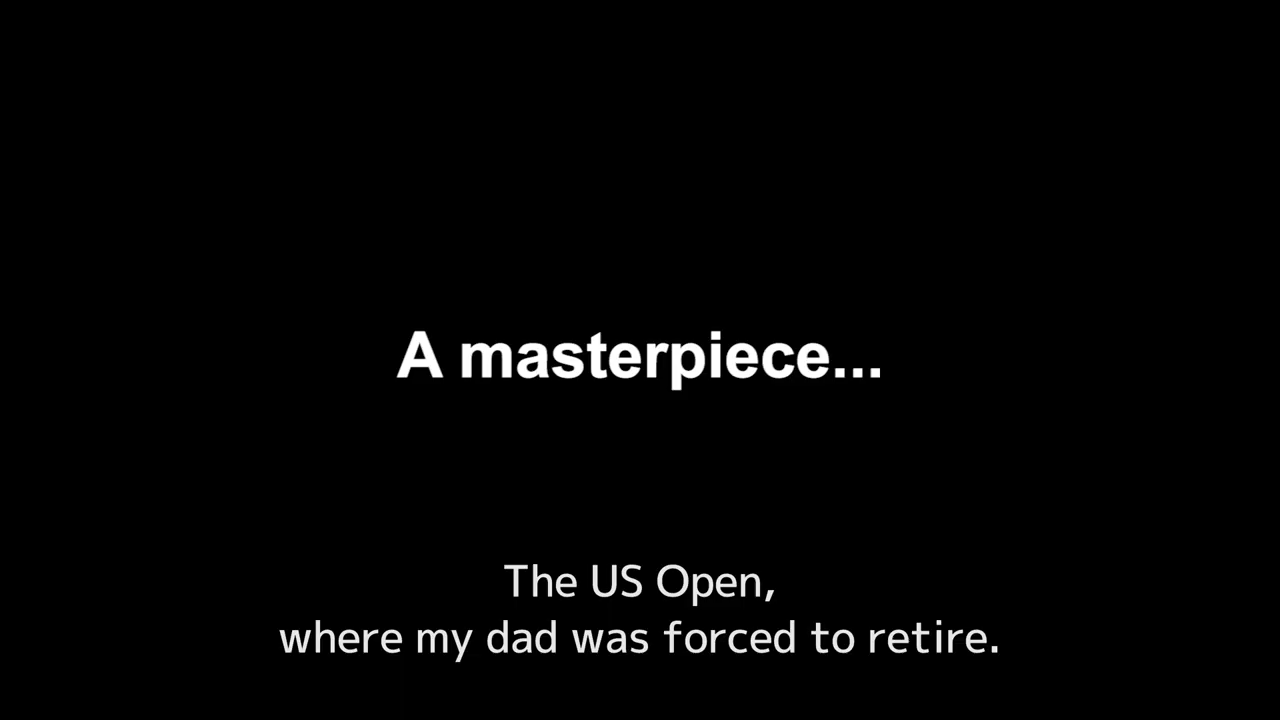 A masterpiece...
The US Open,
where my dad was forced to retire.